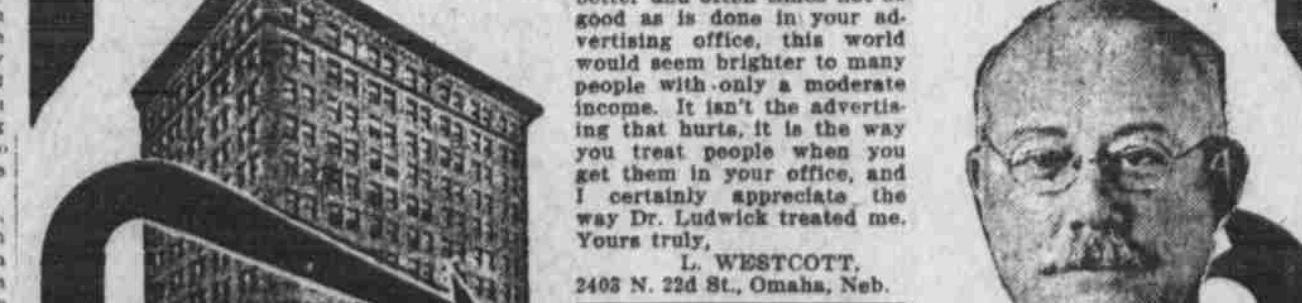 good as is done in your ad-
vertising office, this world
would seem brighter to many
people with only a moderate
income. It isn't the advertis-
ing that hurts, it is the way
you treat people when you
get them in your office, and
I certainly appreciate the
way Dr. Ludwick treated me.
Yours truly,
L. WESTCOTT,
2403 N. 22d St., Omaha, Neb.